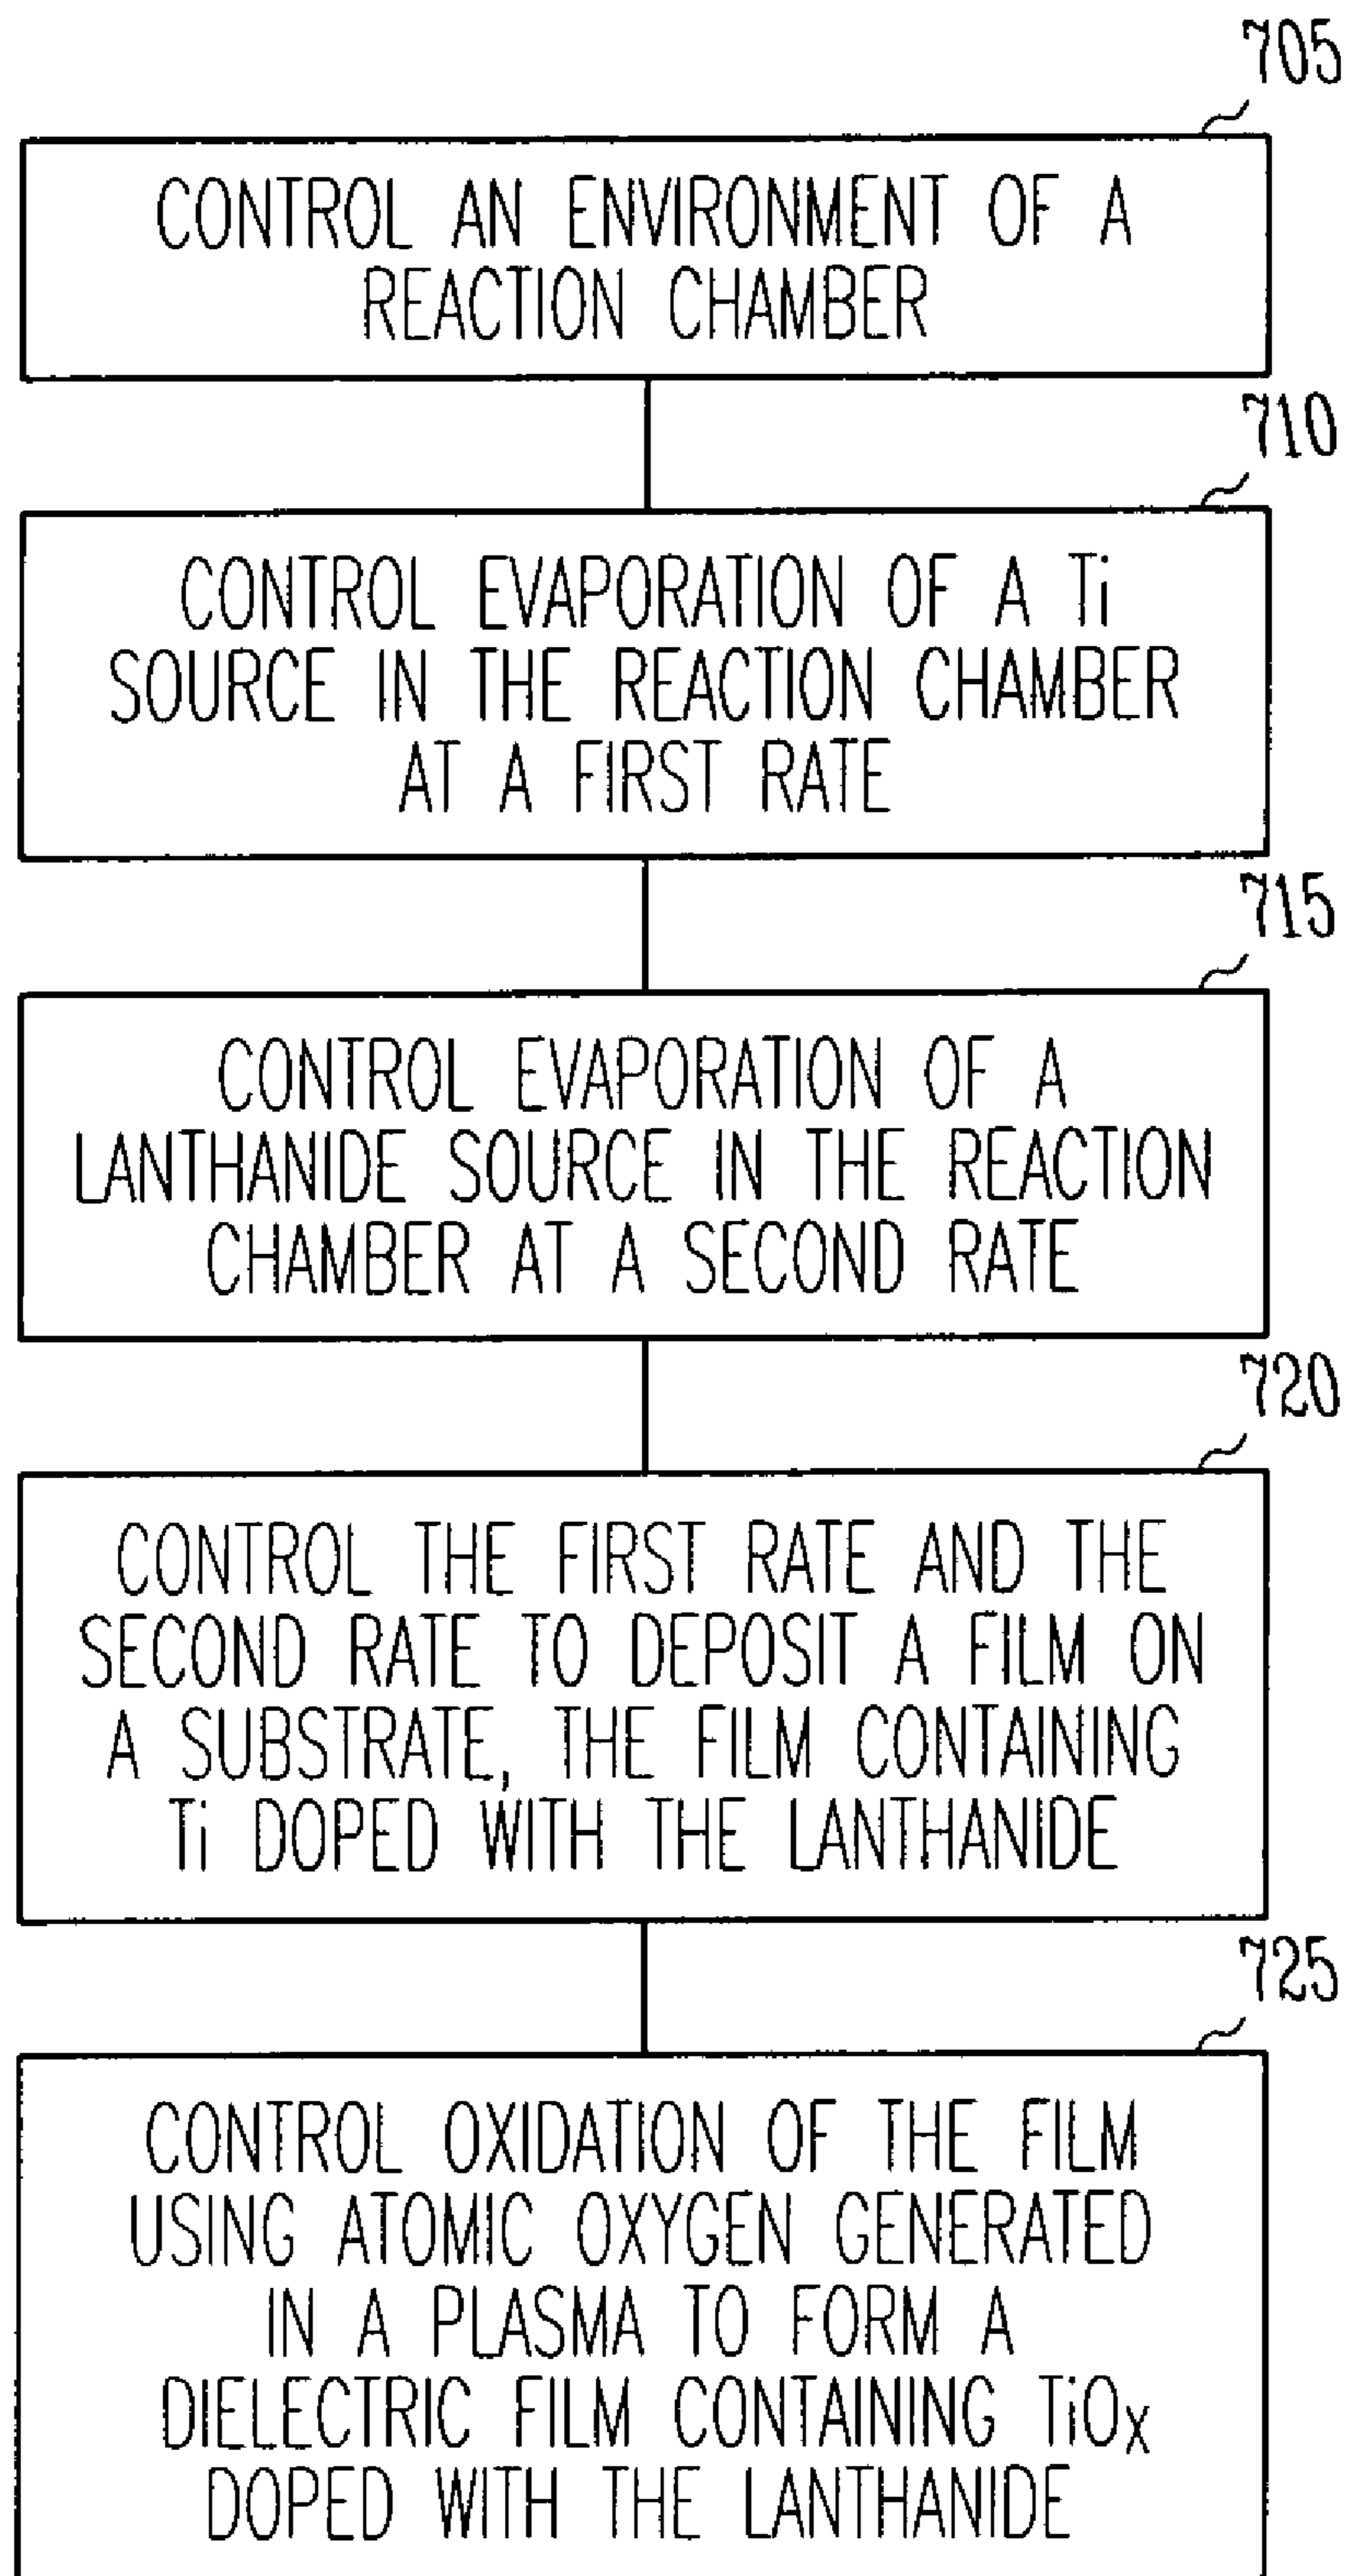 705
CONTROL AN ENVIRONMENT OF A
REACTION CHAMBER
710
CONTROL EVAPORATION OF A Ti
SOURCE IN THE REACTION CHAMBER
AT A FIRST RATE
715
CONTROL EVAPORATION OF A
LANTHANIDE SOURCE IN THE REACTION
CHAMBER AT A SECOND RATE
720
CONTROL THE FIRST RATE AND THE
SECOND RATE TO DEPOSIT A FILM ON
A SUBSTRATE, THE FILM CONTAINING
Ti DOPED WITH THE LANTHANIDE
725
CONTROL OXIDATION OF THE FILM
USING ATOMIC OXYGEN GENERATED
IN A PLASMA TO FORM A
DIELECTRIC FILM CONTAINING TiOₓ
DOPED WITH THE LANTHANIDE